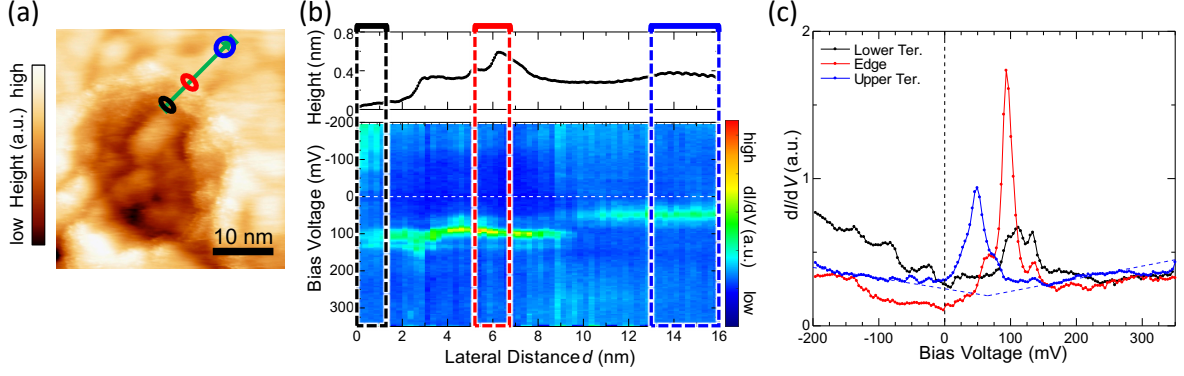 (a)
low Height (a.u.) high
10 nm
(b)
Height (nm)
0.8
0.4
0
Bias Voltage (mV)
-200
-100
0
100
200
300
0 2 4 6 8 10 12 14 16
Lateral Distance d (nm)
high
dI/dV (a.u.)
low
(c)
dI/dV (a.u.)
2
1
0
Lower Ter.
Edge
Upper Ter.
-200 -100 0 100 200 300
Bias Voltage (mV)